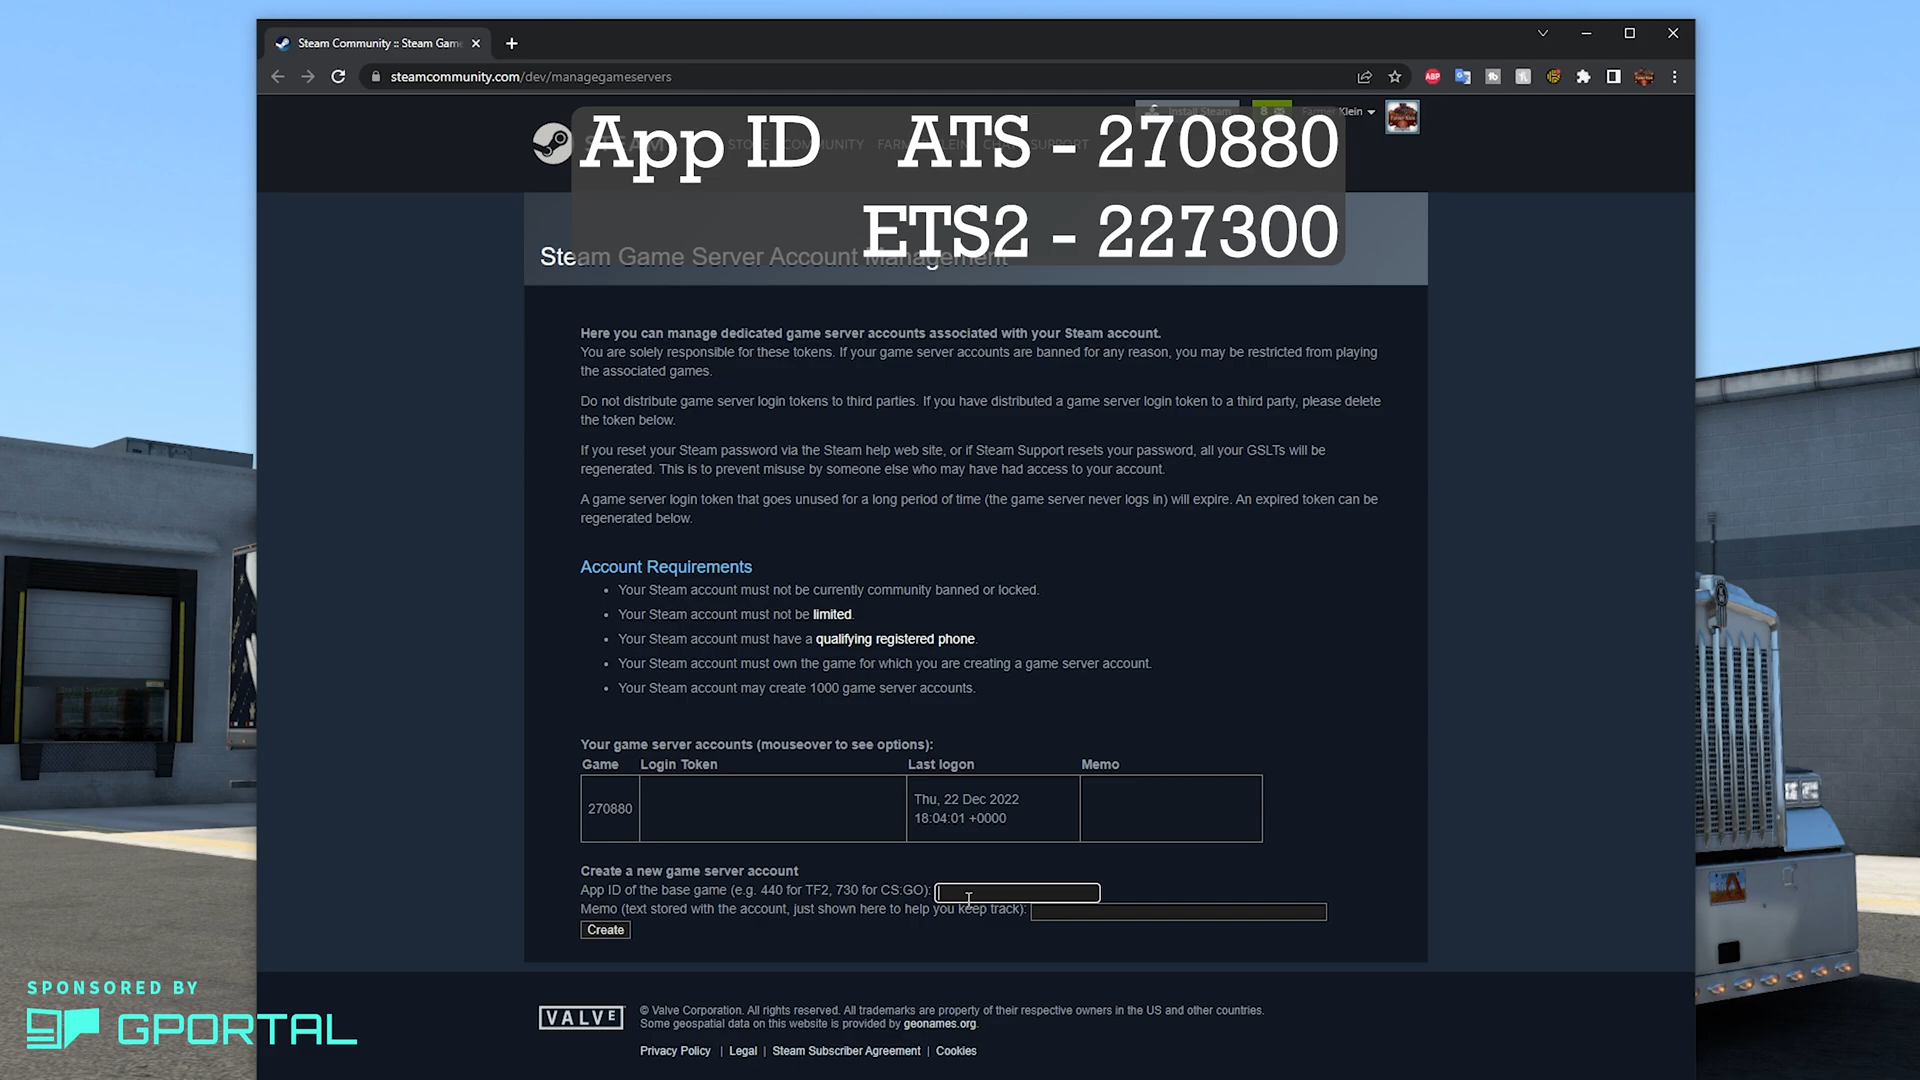 Steam Community :: Steam Gam
steamcommunity.com/dev/managegameservers
ABP
Install Steam
8
Farmer Klein
App ID ATS - 270880
ETS2 - 227300
STEAM STORE COMMUNITY FARMER KLEIN CHAT SUPPORT
Steam Game Server Account Management
Here you can manage dedicated game server accounts associated with your Steam account.
You are solely responsible for these tokens. If your game server accounts are banned for any reason, you may be restricted from playing
the associated games.
Do not distribute game server login tokens to third parties. If you have distributed a game server login token to a third party, please delete
the token below.
If you reset your Steam password via the Steam help web site, or if Steam Support resets your password, all your GSLTs will be
regenerated. This is to prevent misuse by someone else who may have had access to your account.
A game server login token that goes unused for a long period of time (the game server never logs in) will expire. An expired token can be
regenerated below.
Account Requirements
• Your Steam account must not be currently community banned or locked.
• Your Steam account must not be limited.
• Your Steam account must have a qualifying registered phone.
• Your Steam account must own the game for which you are creating a game server account.
• Your Steam account may create 1000 game server accounts.
Your game server accounts (mouseover to see options):
Game Login Token Last logon Memo
270880 Thu, 22 Dec 2022
18:04:01 +0000
Create a new game server account
App ID of the base game (e.g. 440 for TF2, 730 for CS:GO):
Memo (text stored with the account, just shown here to help you keep track):
Create
VALVE
© Valve Corporation. All rights reserved. All trademarks are property of their respective owners in the US and other countries.
Some geospatial data on this website is provided by geonames.org.
Privacy Policy | Legal | Steam Subscriber Agreement | Cookies
SPONSORED BY
GPORTAL